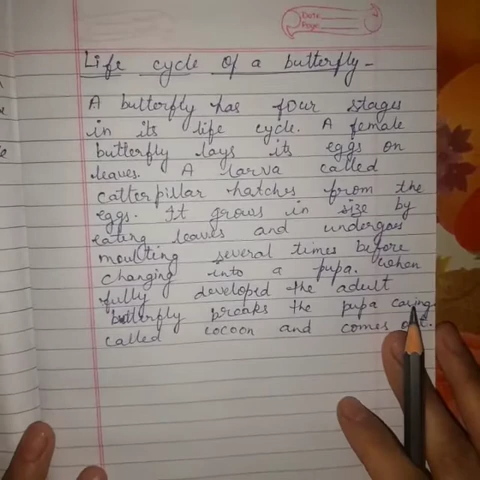 Date
Page
Life cycle of a butterfly -
A butterfly has four stages
in its life cycle. A female
butterfly lays its eggs on
leaves. A larva called
catterpillar hatches from the
eggs. It grows in size by
eating leaves and undergoes
moulting several times before
changing into a pupa. When
fully developed the adult
butterfly breaks the pupa casing
called cocoon and comes out.